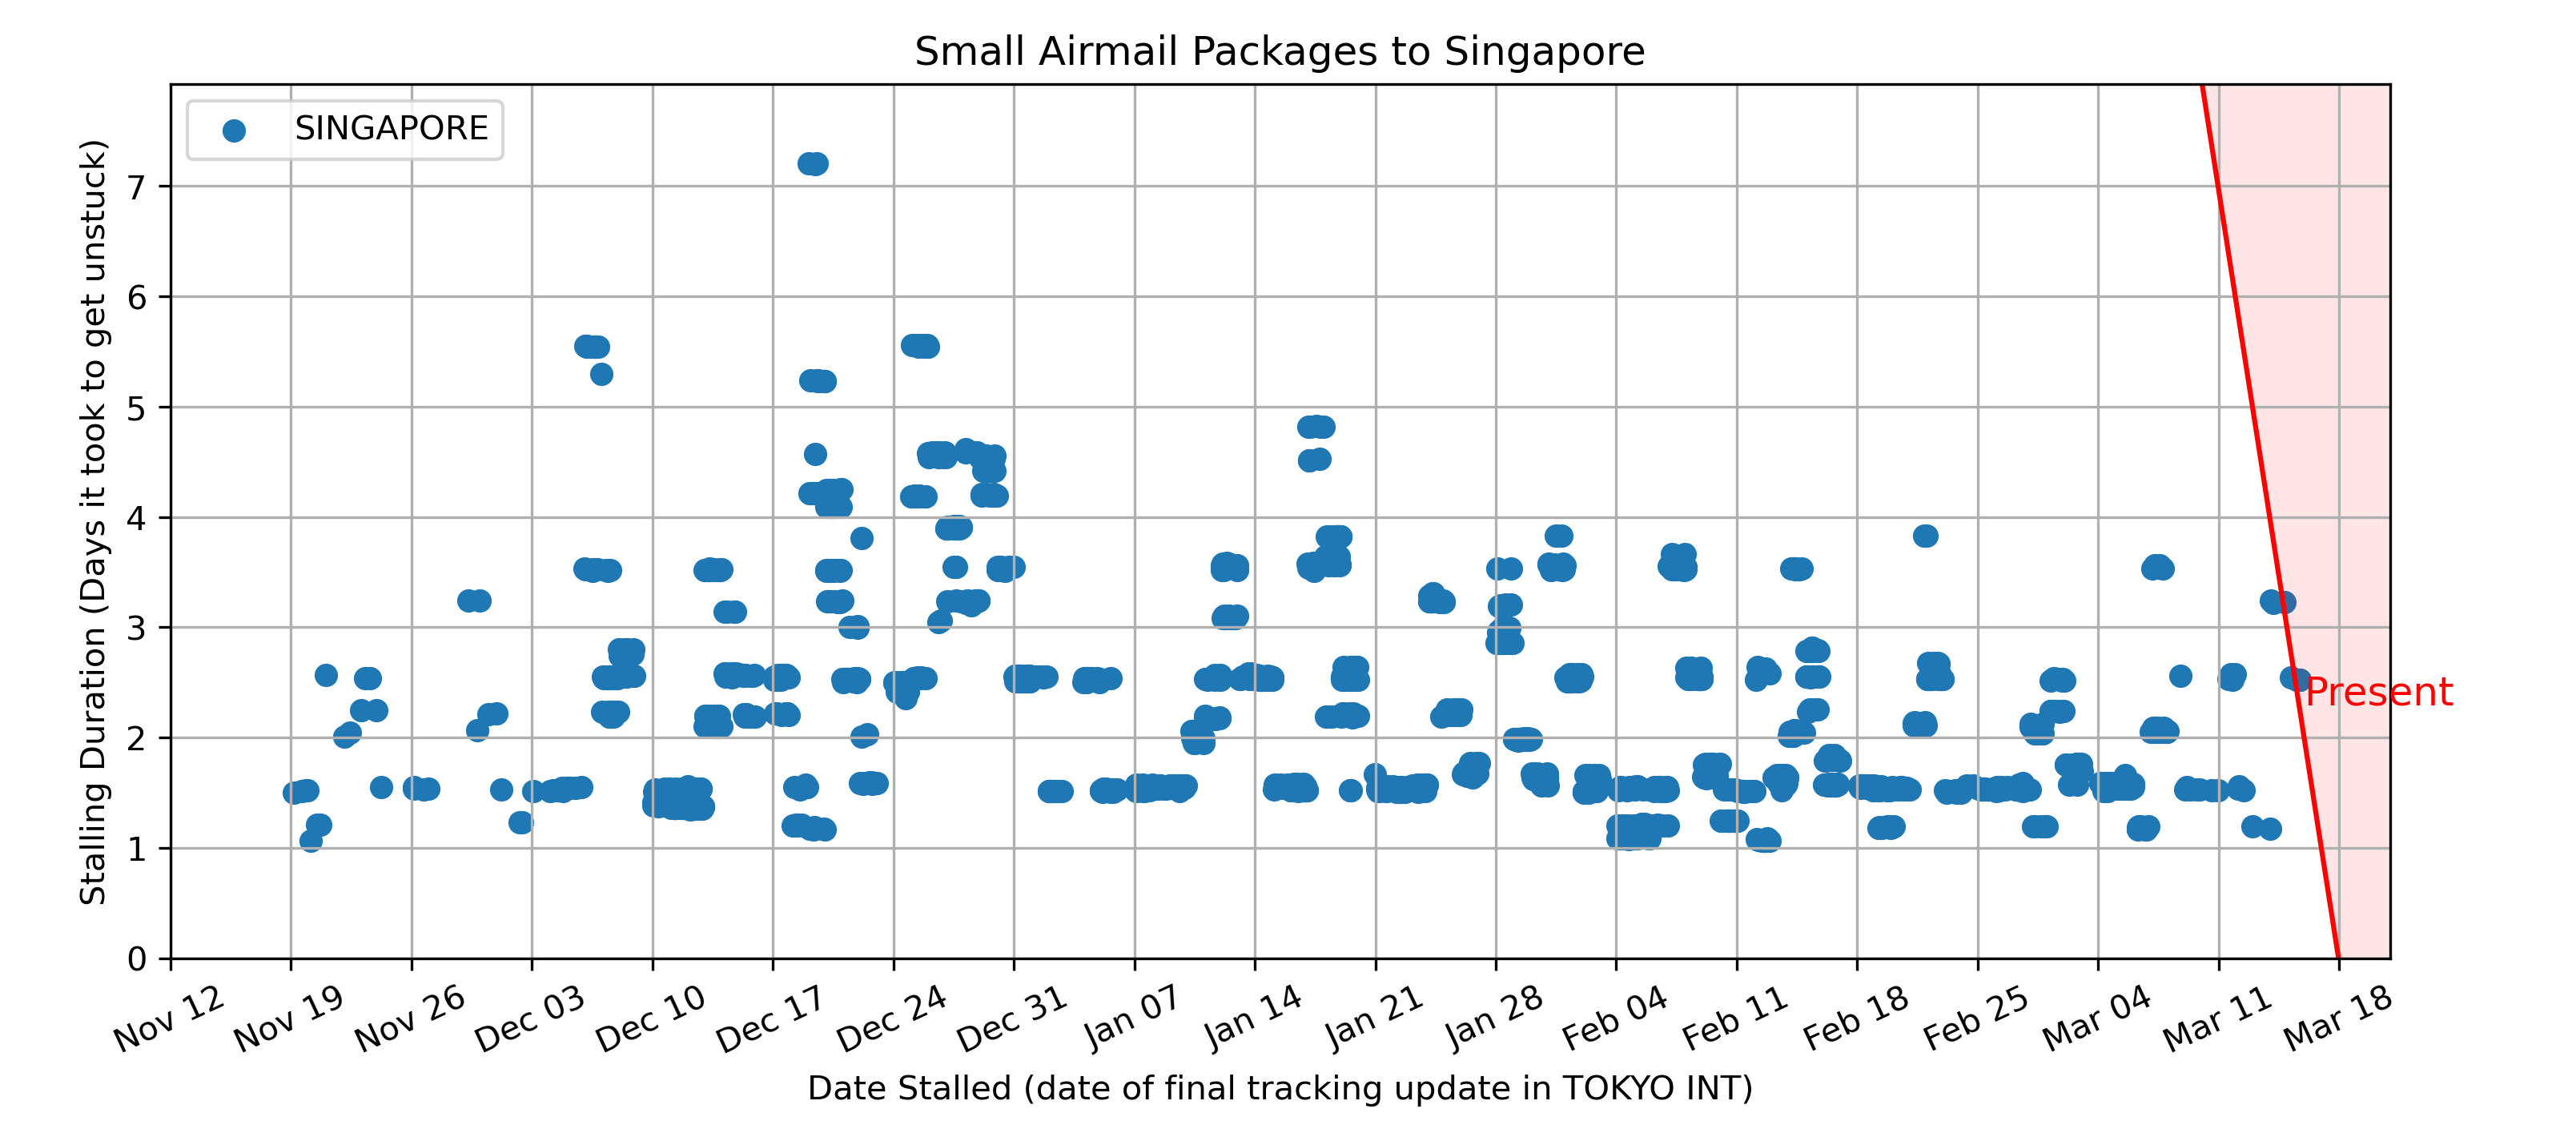 Small Airmail Packages to Singapore
SINGAPORE
Stalling Duration (Days it took to get unstuck)
7
6
5
4
3
2
1
0
Present
Nov 12
Nov 19
Nov 26
Dec 03
Dec 10
Dec 17
Dec 24
Dec 31
Jan 07
Jan 14
Jan 21
Jan 28
Feb 04
Feb 11
Feb 18
Feb 25
Mar 04
Mar 11
Mar 18
Date Stalled (date of final tracking update in TOKYO INT)